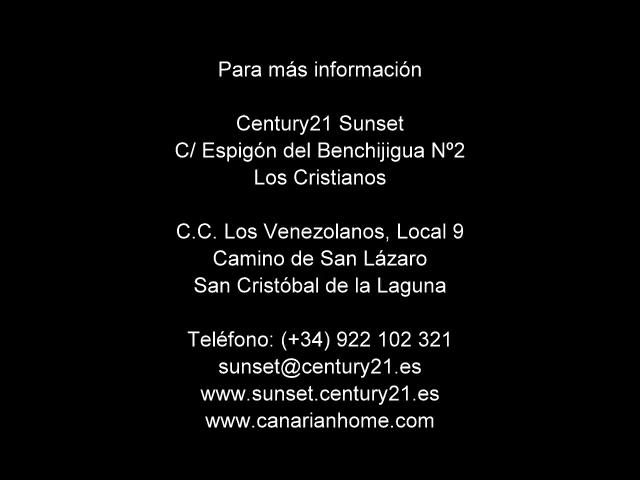 Para más información
Century21 Sunset
C/ Espigón del Benchijigua Nº2
Los Cristianos
C.C. Los Venezolanos, Local 9
Camino de San Lázaro
San Cristóbal de la Laguna
Teléfono: (+34) 922 102 321
sunset@century21.es
www.sunset.century21.es
www.canarianhome.com